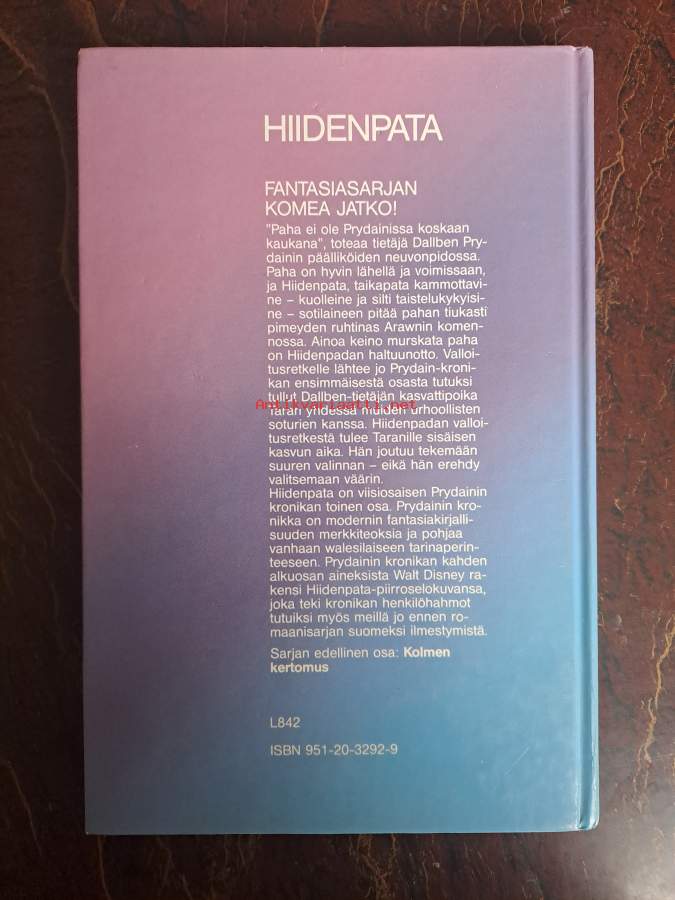 HIIDENPATA
FANTASIASARJAN
KOMEA JATKO!
"Paha ei ole Prydainissa koskaan
kaukana", toteaa tietäjä Dallben Pry-
dainin päälliköiden neuvonpidossa.
Paha on hyvin lähellä ja voimissaan,
ja Hiidenpata, taikapata kammottavi-
ne – kuolleine ja silti taistelukykyisi-
ne – sotilaineen pitää pahan tiukasti
pimeyden ruhtinas Arawnin komen-
nossa. Ainoa keino murskata paha
on Hiidenpadan haltuunotto. Valloi-
tusretkelle lähtee jo Prydain-kroni-
kan ensimmäisestä osasta tutuksi
tullut Dallben-tietäjän kasvattipoika
Antikvariaatti.net
Taran yhdessä muiden urhoollisten
soturien kanssa. Hiidenpadan valloi-
tusretkestä tulee Taranille sisäisen
kasvun aika. Hän joutuu tekemään
suuren valinnan – eikä hän erehdy
valitsemaan väärin.
Hiidenpata on viisiosaisen Prydainin
kronikan toinen osa. Prydainin kro-
nikka on modernin fantasiakirjalli-
suuden merkkiteoksia ja pohjaa
vanhaan walesilaiseen tarinaperin-
teeseen. Prydainin kronikan kahden
alkuosan aineksista Walt Disney ra-
kensi Hiidenpata-piirroselokuvansa,
joka teki kronikan henkilöhahmot
tutuiksi myös meillä jo ennen ro-
maanisarjan suomeksi ilmestymistä.
Sarjan edellinen osa: Kolmen
kertomus
L842
ISBN 951-20-3292-9